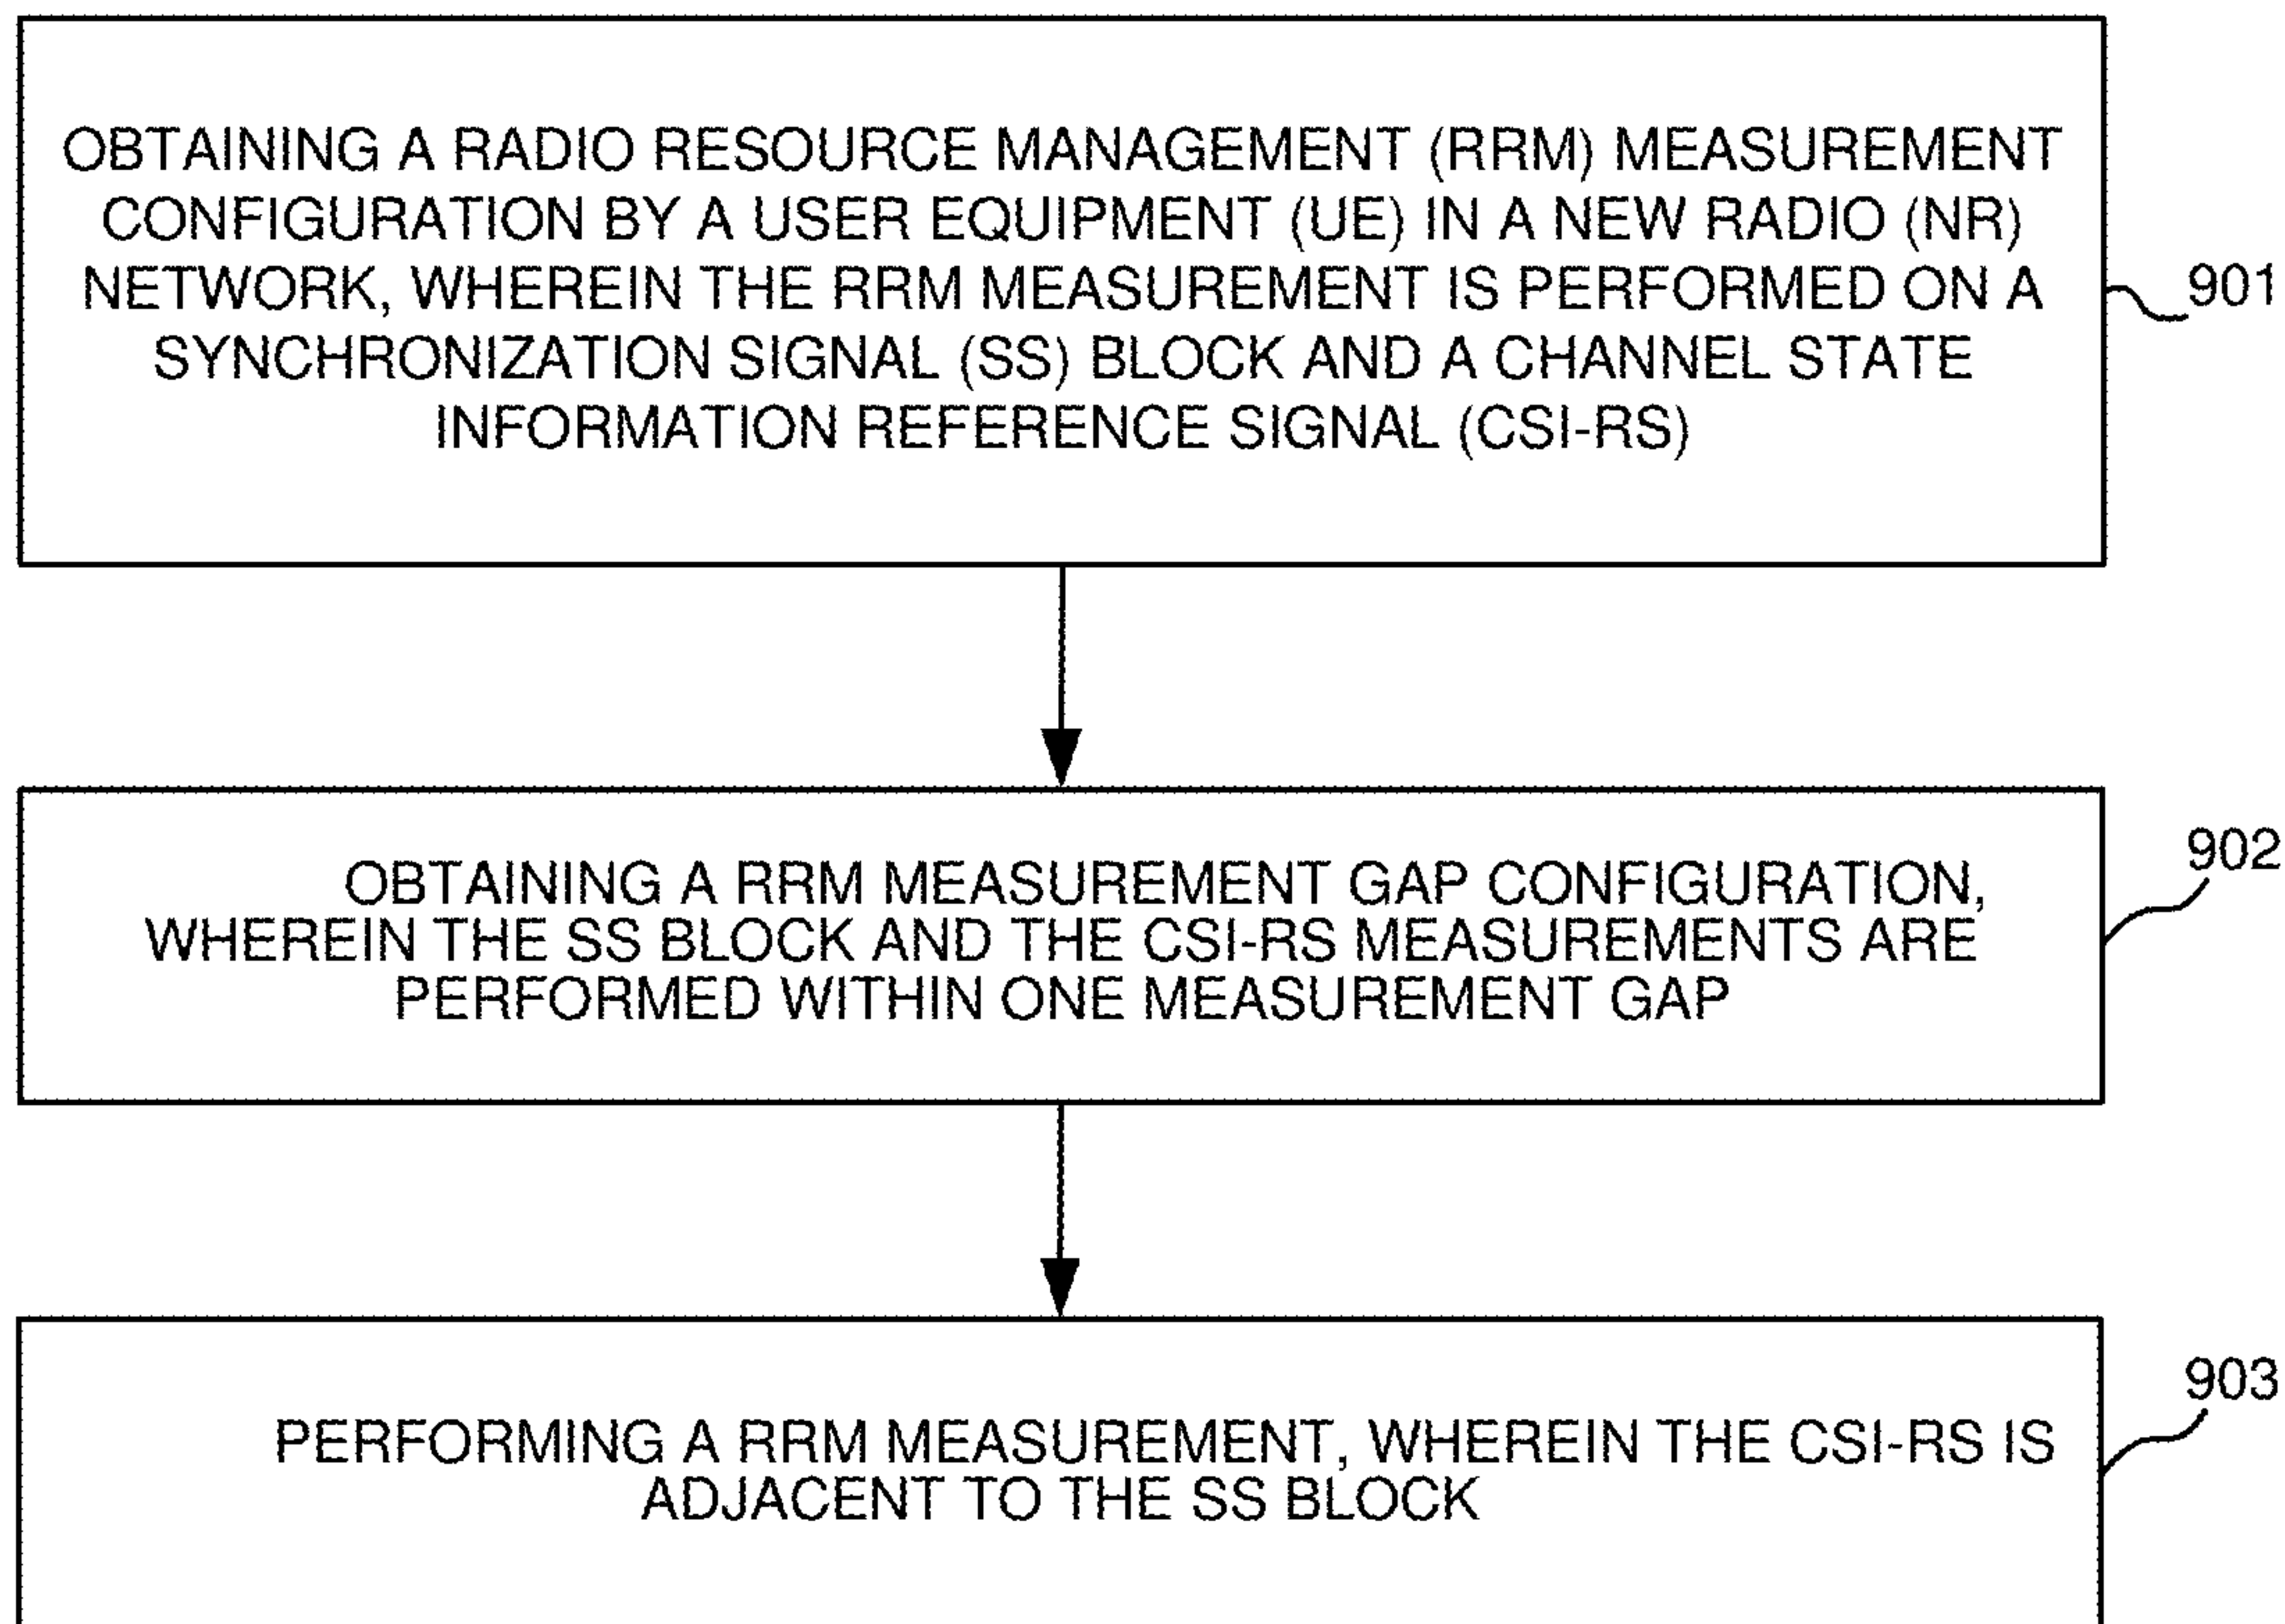 OBTAINING A RADIO RESOURCE MANAGEMENT (RRM) MEASUREMENT
CONFIGURATION BY A USER EQUIPMENT (UE) IN A NEW RADIO (NR)
NETWORK, WHEREIN THE RRM MEASUREMENT IS PERFORMED ON A
SYNCHRONIZATION SIGNAL (SS) BLOCK AND A CHANNEL STATE
INFORMATION REFERENCE SIGNAL (CSI-RS)
901
OBTAINING A RRM MEASUREMENT GAP CONFIGURATION,
WHEREIN THE SS BLOCK AND THE CSI-RS MEASUREMENTS ARE
PERFORMED WITHIN ONE MEASUREMENT GAP
902
PERFORMING A RRM MEASUREMENT, WHEREIN THE CSI-RS IS
ADJACENT TO THE SS BLOCK
903